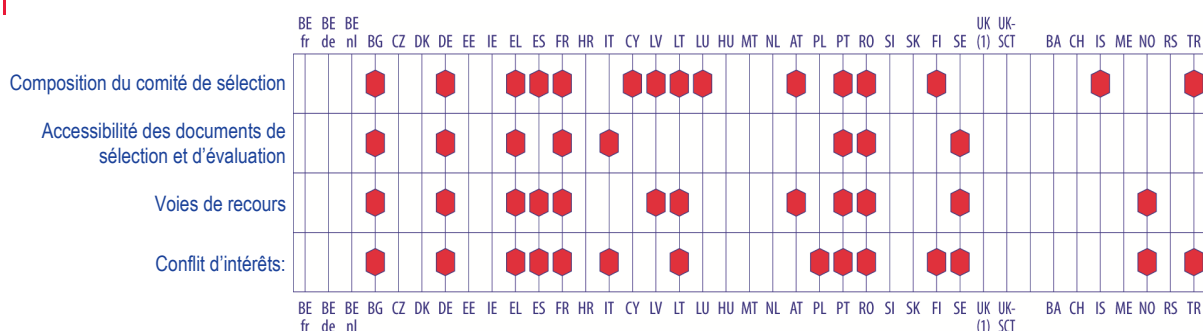 BE BE BE UK UK-
fr de nl BG CZ DK DE EE IE EL ES FR HR IT CY LV LT LU HU MT NL AT PL PT RO SI SK FI SE (1) SCT BA CH IS ME NO RS TR
Composition du comité de sélection
Accessibilité des documents de
sélection et d'évaluation
Voies de recours
Conflit d'intérêts:
BE BE BE BG CZ DK DE EE IE EL ES FR HR IT CY LV LT LU HU MT NL AT PL PT RO SI SK FI SE UK UK- BA CH IS ME NO RS TR
fr de nl (1) SCT